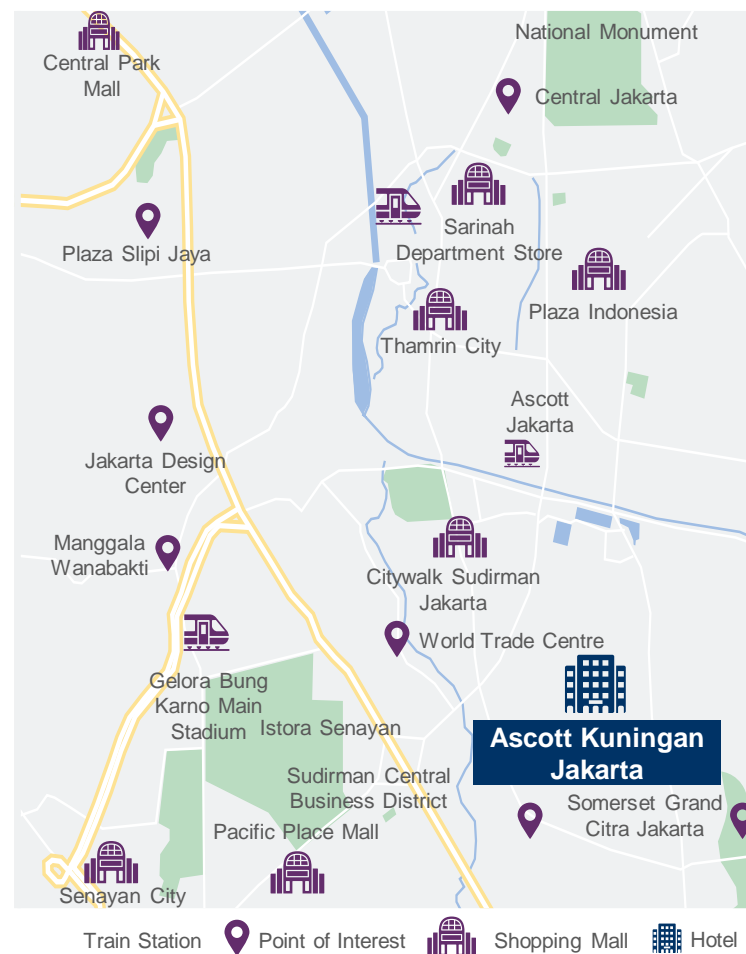 National Monument
Central Park
Mall
Central Jakarta
Sarinah
Department Store
Plaza Slipi Jaya
Plaza Indonesia
Thamrin City
Ascott
Jakarta
Jakarta Design
Center
Manggala
Wanabakti
Citywalk Sudirman
Jakarta
World Trade Centre
Gelora Bung
Karno Main
Stadium
Istora Senayan
Ascott Kuningan
Jakarta
Sudirman Central
Business District
Somerset Grand
Citra Jakarta
Pacific Place Mall
Senayan City
Train Station Point of Interest Shopping Mall Hotel